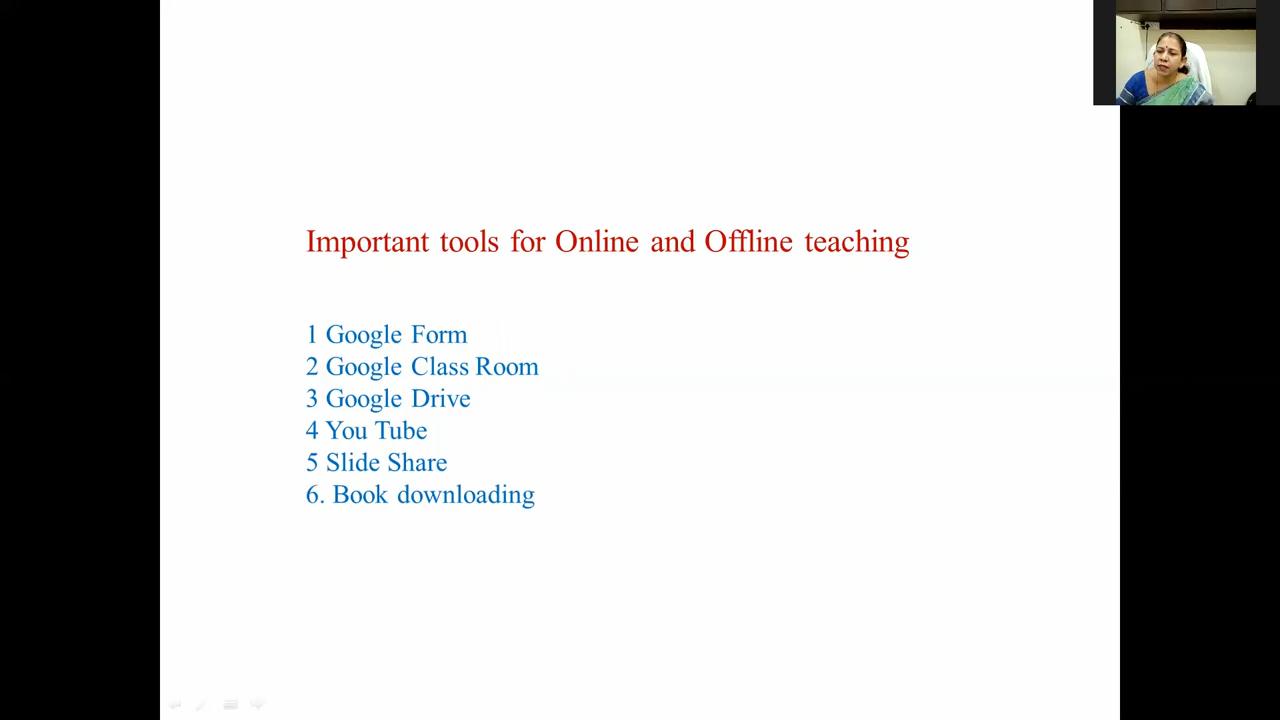 Important tools for Online and Offline teaching
1 Google Form
2 Google Class Room
3 Google Drive
4 You Tube
5 Slide Share
6. Book downloading